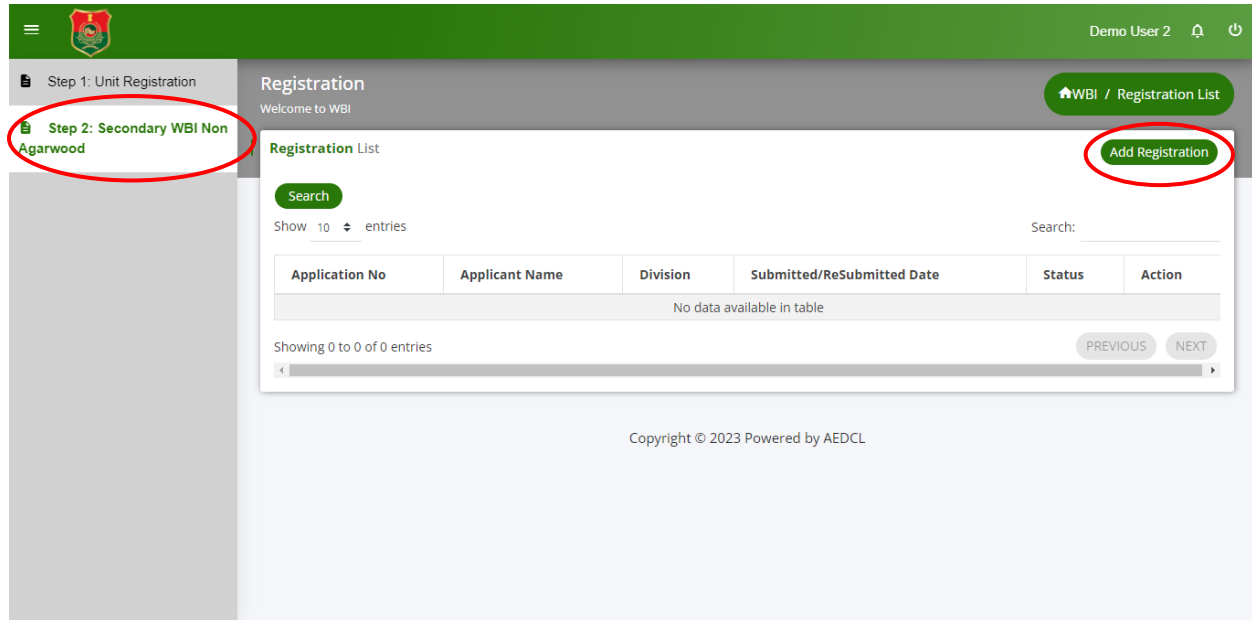 Demo User 2
Step 1: Unit Registration
Step 2: Secondary WBI Non
Agarwood
Registration
Welcome to WBI
WBI / Registration List
Registration List
Add Registration
Search
Show 10 entries
Search:
Application No Applicant Name Division Submitted/ReSubmitted Date Status Action
No data available in table
Showing 0 to 0 of 0 entries
PREVIOUS NEXT
Copyright © 2023 Powered by AEDCL